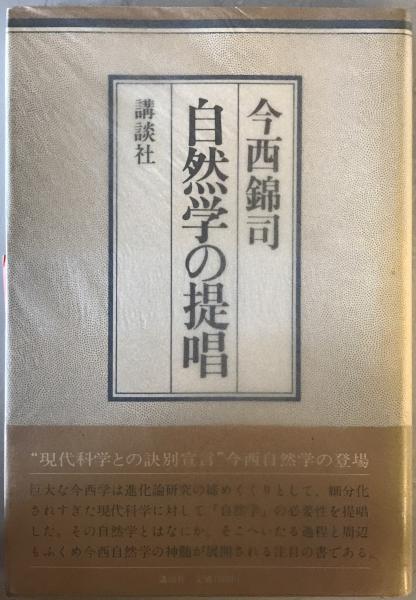 今西錦司
自然学の提唱
講談社
“現代科学との訣別宣言”今西自然学の登場
巨大な今西学は進化論研究の締めくくりとして、細分化
されすぎた現代科学に対して「自然学」の必要性を提唱
した。その自然学とはなにか。そこへいたる過程と周辺
もふくめ今西自然学の神髄が展開される注目の書である。
講談社 定価